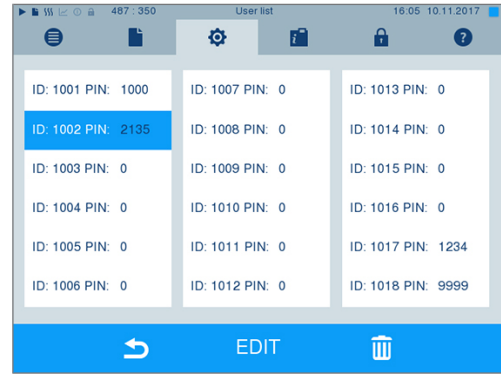 487 : 350 User list 16:05 10.11.2017
ID: 1001 PIN: 1000
ID: 1002 PIN: 2135
ID: 1003 PIN: 0
ID: 1004 PIN: 0
ID: 1005 PIN: 0
ID: 1006 PIN: 0
ID: 1007 PIN: 0
ID: 1008 PIN: 0
ID: 1009 PIN: 0
ID: 1010 PIN: 0
ID: 1011 PIN: 0
ID: 1012 PIN: 0
ID: 1013 PIN: 0
ID: 1014 PIN: 0
ID: 1015 PIN: 0
ID: 1016 PIN: 0
ID: 1017 PIN: 1234
ID: 1018 PIN: 9999
EDIT